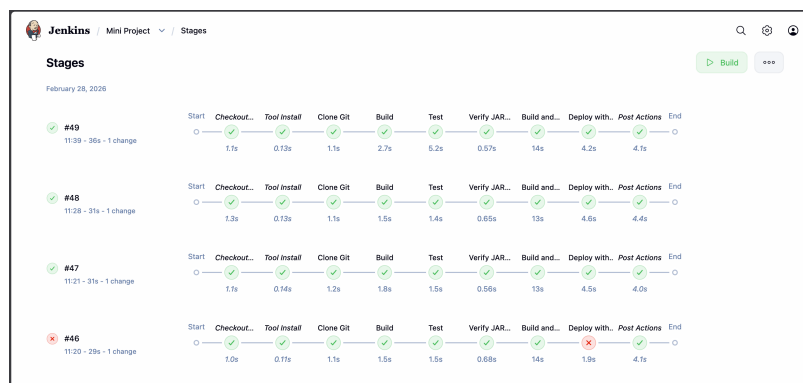 Jenkins / Mini Project / Stages
Stages
Build
February 28, 2026
Start Checkout... Tool Install Clone Git Build Test Verify JAR... Build and... Deploy with.. Post Actions End
#49
11:39 - 36s - 1 change
1.1s 0.13s 1.1s 2.7s 5.2s 0.57s 14s 4.2s 4.1s
Start Checkout... Tool Install Clone Git Build Test Verify JAR... Build and... Deploy with.. Post Actions End
#48
11:28 - 31s - 1 change
1.3s 0.13s 1.1s 1.5s 1.4s 0.65s 13s 4.6s 4.4s
Start Checkout... Tool Install Clone Git Build Test Verify JAR... Build and... Deploy with.. Post Actions End
#47
11:21 - 31s - 1 change
1.1s 0.14s 1.2s 1.8s 1.5s 0.56s 13s 4.5s 4.0s
Start Checkout... Tool Install Clone Git Build Test Verify JAR... Build and... Deploy with.. Post Actions End
#46
11:20 - 29s - 1 change
1.0s 0.11s 1.1s 1.5s 1.5s 0.68s 14s 1.9s 4.1s